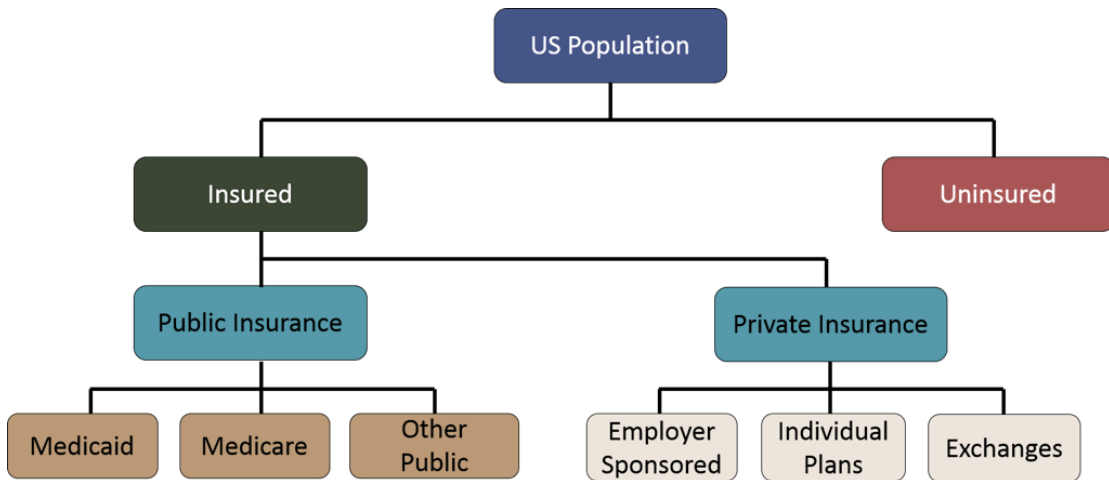 US Population
Insured
Uninsured
Public Insurance
Private Insurance
Medicaid
Medicare
Other
Public
Employer
Sponsored
Individual
Plans
Exchanges